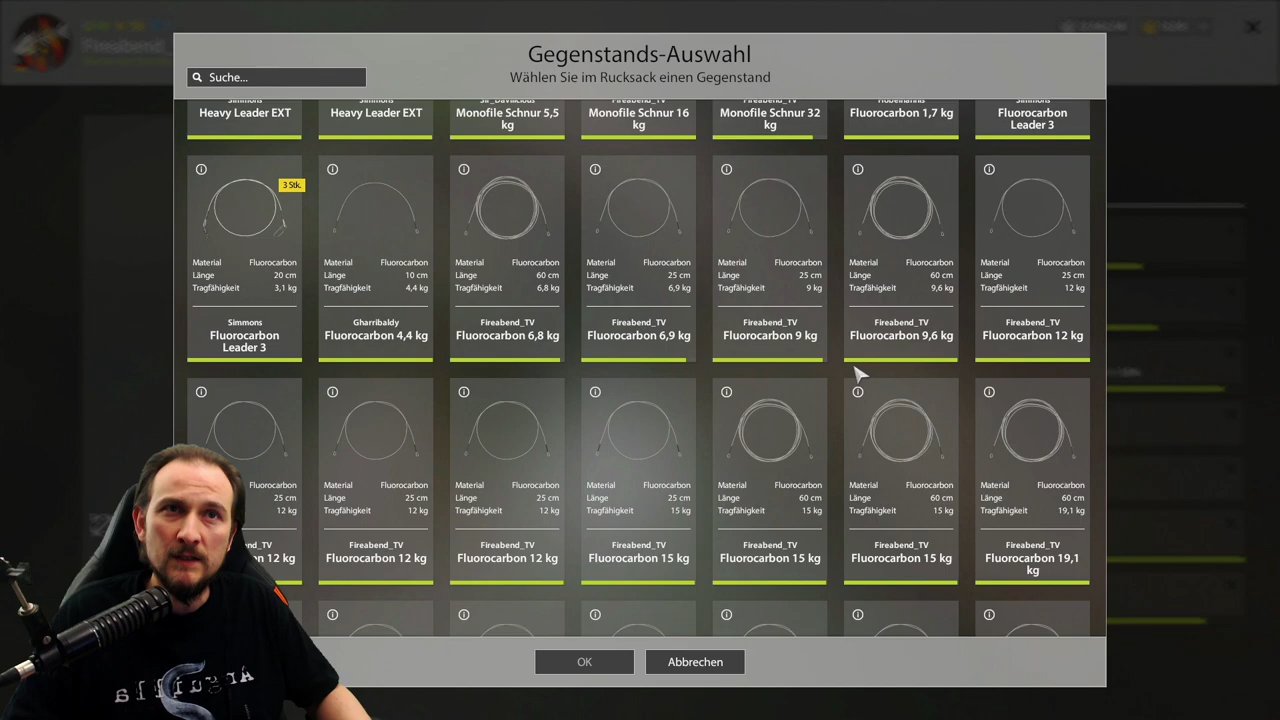 Gegenstands-Auswahl
Suche...
Wählen Sie im Rucksack einen Gegenstand
Simmons
Heavy Leader EXT
Simmons
Heavy Leader EXT
Sir_Davilicious
Monofile Schnur 5,5
kg
Fireabend_TV
Monofile Schnur 16
kg
Fireabend_TV
Monofile Schnur 32
kg
Fluorocarbon 1,7 kg
Simmons
Fluorocarbon
Leader 3
3 Stk.
Material Fluorocarbon
Länge 20 cm
Tragfähigkeit 3,1 kg
Simmons
Fluorocarbon
Leader 3
Material Fluorocarbon
Länge 10 cm
Tragfähigkeit 4,4 kg
Gharribaldy
Fluorocarbon 4,4 kg
Material Fluorocarbon
Länge 60 cm
Tragfähigkeit 6,8 kg
Fireabend_TV
Fluorocarbon 6,8 kg
Material Fluorocarbon
Länge 25 cm
Tragfähigkeit 6,9 kg
Fireabend_TV
Fluorocarbon 6,9 kg
Material Fluorocarbon
Länge 25 cm
Tragfähigkeit 9 kg
Fireabend_TV
Fluorocarbon 9 kg
Material Fluorocarbon
Länge 60 cm
Tragfähigkeit 9,6 kg
Fireabend_TV
Fluorocarbon 9,6 kg
Material Fluorocarbon
Länge 25 cm
Tragfähigkeit 12 kg
Fireabend_TV
Fluorocarbon 12 kg
Fluorocarbon
25 cm
12 kg
end_TV
on 12 kg
Material Fluorocarbon
Länge 25 cm
Tragfähigkeit 12 kg
Fireabend_TV
Fluorocarbon 12 kg
Material Fluorocarbon
Länge 25 cm
Tragfähigkeit 12 kg
Fireabend_TV
Fluorocarbon 12 kg
Material Fluorocarbon
Länge 25 cm
Tragfähigkeit 15 kg
Fireabend_TV
Fluorocarbon 15 kg
Material Fluorocarbon
Länge 60 cm
Tragfähigkeit 15 kg
Fireabend_TV
Fluorocarbon 15 kg
Material Fluorocarbon
Länge 60 cm
Tragfähigkeit 15 kg
Fireabend_TV
Fluorocarbon 15 kg
Material Fluorocarbon
Länge 60 cm
Tragfähigkeit 19,1 kg
Fireabend_TV
Fluorocarbon 19,1
kg
OK
Abbrechen